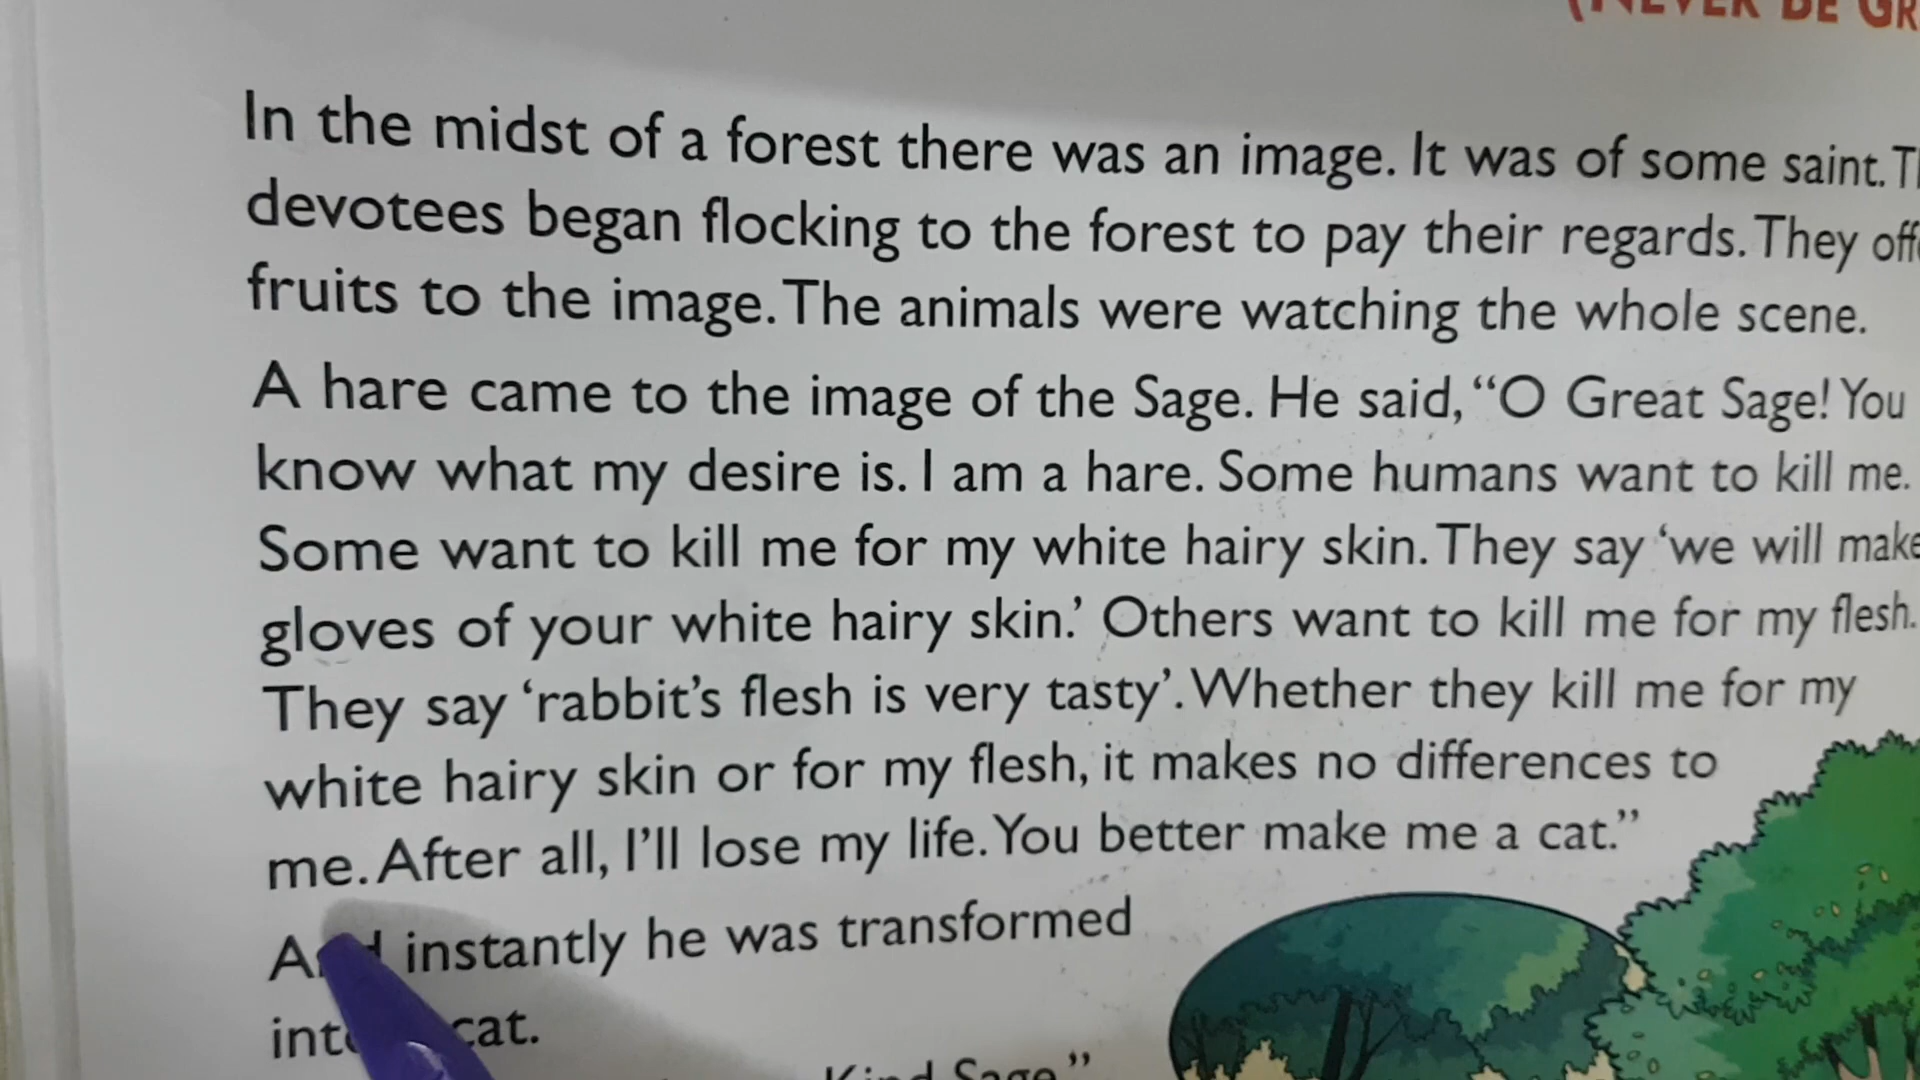 (NEVER BE
In the midst of a forest there was an image. It was of some saint.
devotees began flocking to the forest to pay their regards. They
fruits to the image. The animals were watching the whole scene.
A hare came to the image of the Sage. He said, “O Great Sage! You
know what my desire is. I am a hare. Some humans want to kill me.
Some want to kill me for my white hairy skin. They say ‘we will make
gloves of your white hairy skin.’ Others want to kill me for my flesh.
They say ‘rabbit’s flesh is very tasty’. Whether they kill me for my
white hairy skin or for my flesh, it makes no differences to
me. After all, I’ll lose my life. You better make me a cat.”
instantly he was transformed
cat.
Kind Sage.”